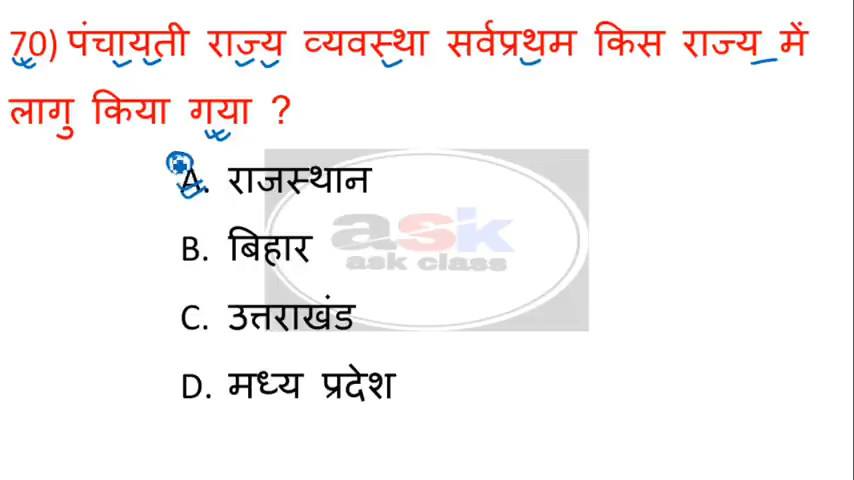 70) पंचायती राज्य व्यवस्था सर्वप्रथम किस राज्य में
लागु किया गया ?
A. राजस्थान
B. बिहार
C. उत्तराखंड
D. मध्य प्रदेश
ask
ask class